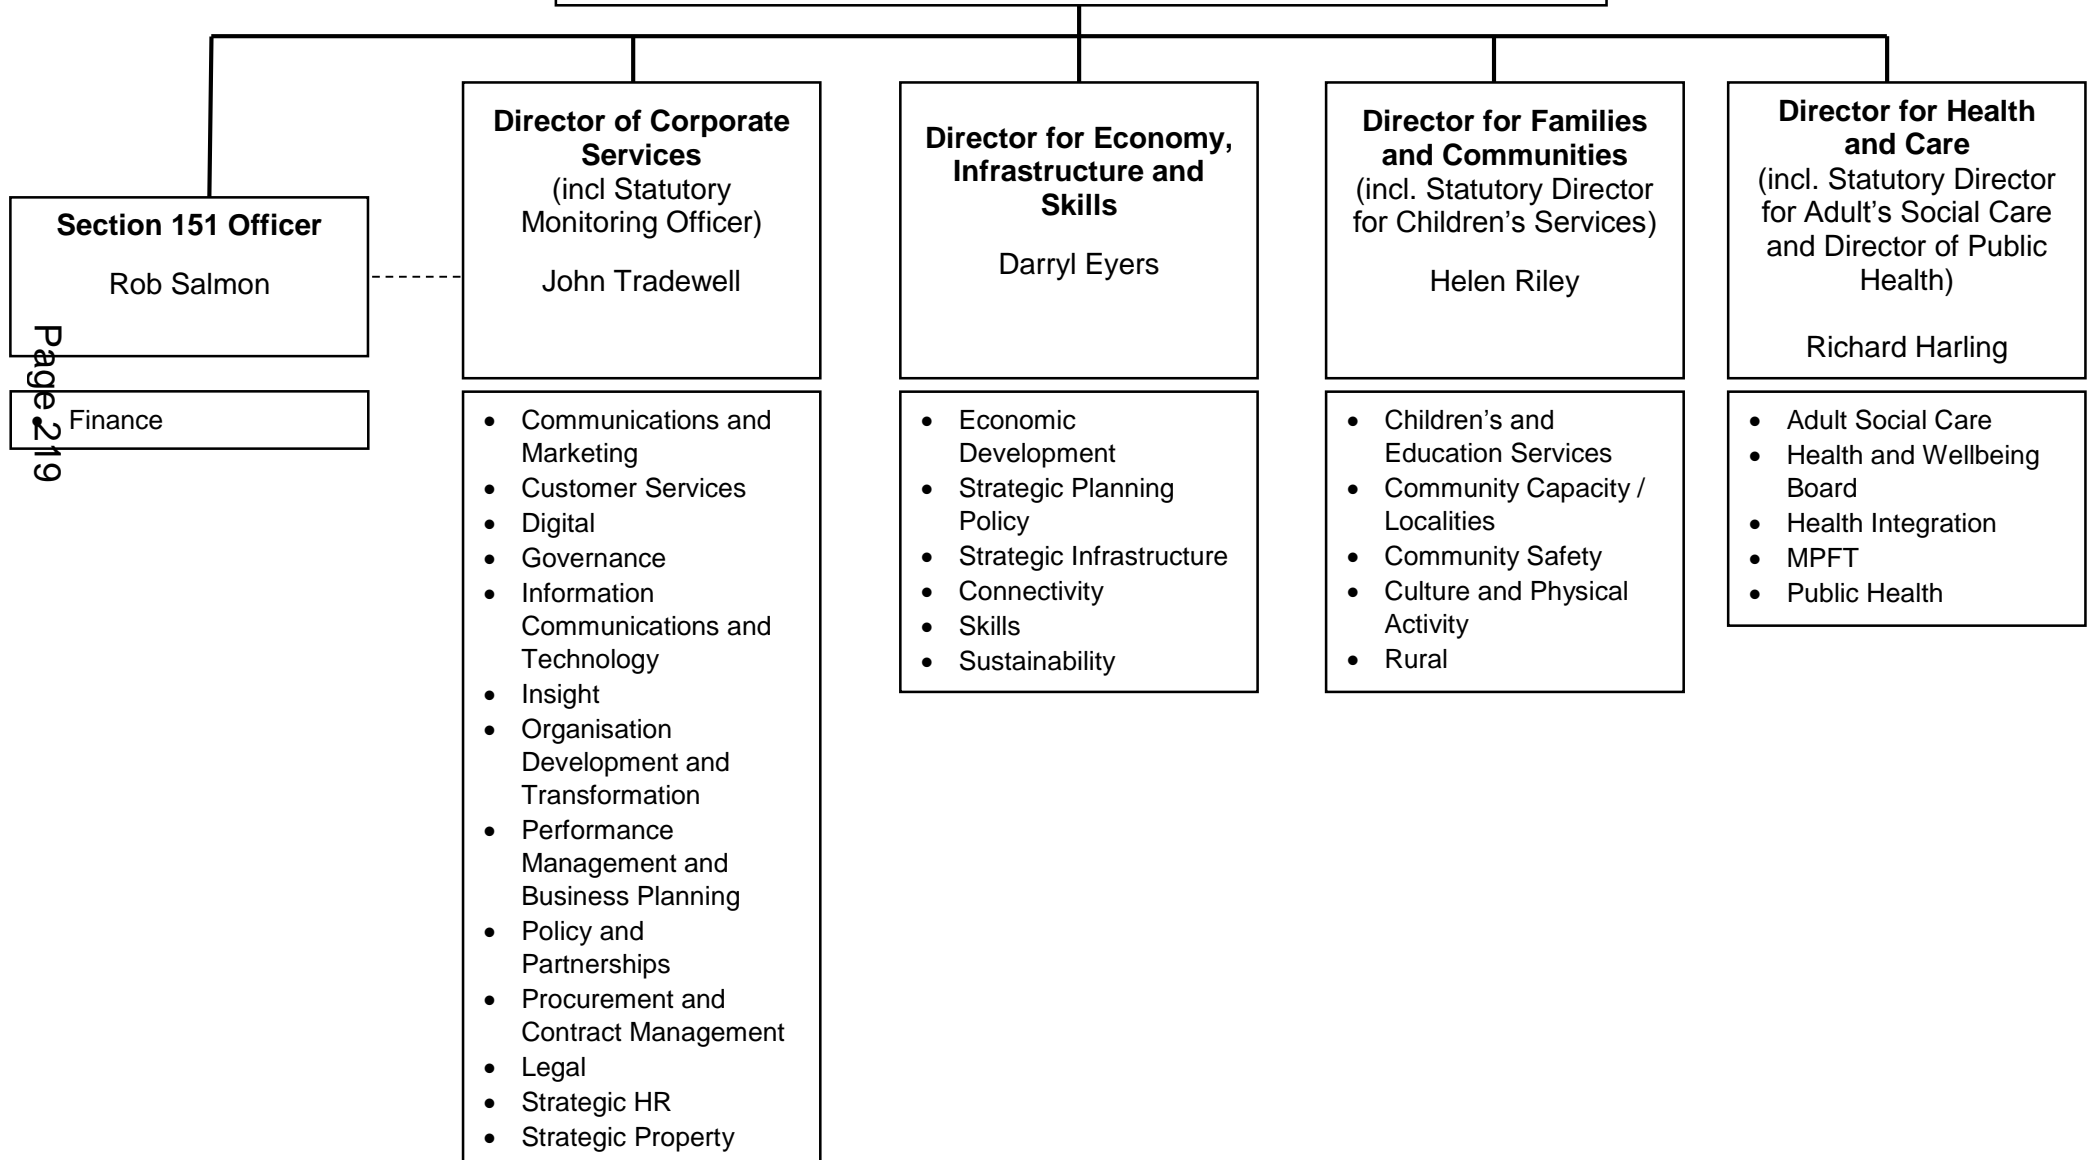 Section 151 Officer
Rob Salmon
• Finance
Director of Corporate
Services
(incl Statutory
Monitoring Officer)
John Tradewell
• Communications and
Marketing
• Customer Services
• Digital
• Governance
• Information
Communications and
Technology
• Insight
• Organisation
Development and
Transformation
• Performance
Management and
Business Planning
• Policy and
Partnerships
• Procurement and
Contract Management
• Legal
• Strategic HR
• Strategic Property
Director for Economy,
Infrastructure and
Skills
Darryl Eyers
• Economic
Development
• Strategic Planning
Policy
• Strategic Infrastructure
• Connectivity
• Skills
• Sustainability
Director for Families
and Communities
(incl. Statutory Director
for Children’s Services)
Helen Riley
• Children’s and
Education Services
• Community Capacity /
Localities
• Community Safety
• Culture and Physical
Activity
• Rural
Director for Health
and Care
(incl. Statutory Director
for Adult’s Social Care
and Director of Public
Health)
Richard Harling
• Adult Social Care
• Health and Wellbeing
Board
• Health Integration
• MPFT
• Public Health
Page 219